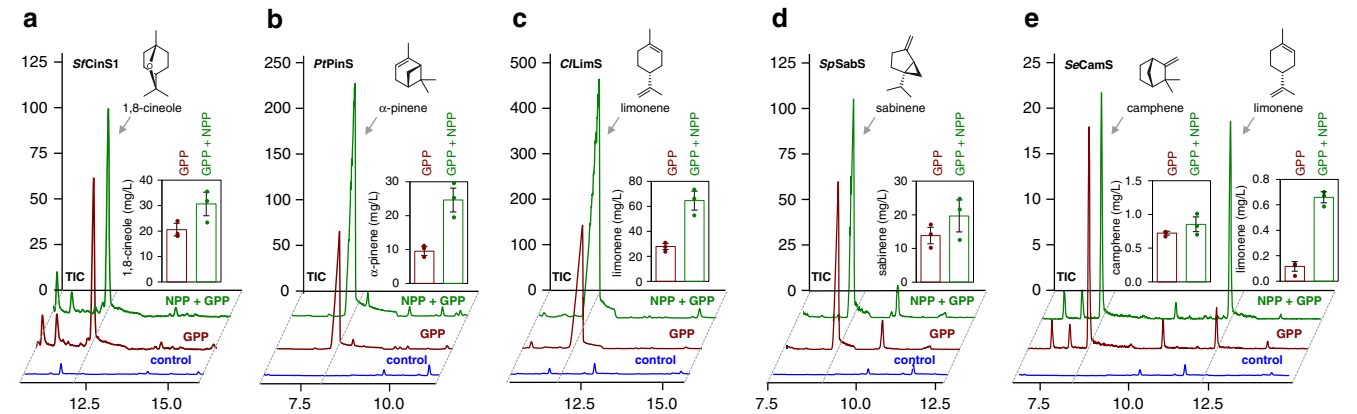 a
SfCinS1
1,8-cineole
O
125
100
75
50
25
0
TIC
GPP
GPP + NPP
1,8-cineole (mg/L)
40
30
20
10
0
NPP + GPP
GPP
control
12.5
15.0
b
PtPinS
α-pinene
250
200
150
100
50
0
TIC
GPP
GPP + NPP
α-pinene (mg/L)
30
20
10
0
NPP + GPP
GPP
control
7.5
10.0
c
ClLimS
limonene
500
400
300
200
100
0
TIC
GPP
GPP + NPP
limonene (mg/L)
80
60
40
20
0
NPP + GPP
GPP
control
12.5
15.0
d
SpSabS
sabinene
125
100
75
50
25
0
TIC
GPP
GPP + NPP
sabinene (mg/L)
30
20
10
0
NPP + GPP
GPP
control
7.5
10.0
12.5
e
SeCamS
camphene
limonene
25
20
15
10
5
0
TIC
GPP
GPP + NPP
camphene (mg/L)
1.5
1.0
0.5
0.0
GPP
GPP + NPP
limonene (mg/L)
0.8
0.6
0.4
0.2
0.0
NPP + GPP
GPP
control
7.5
10.0
12.5